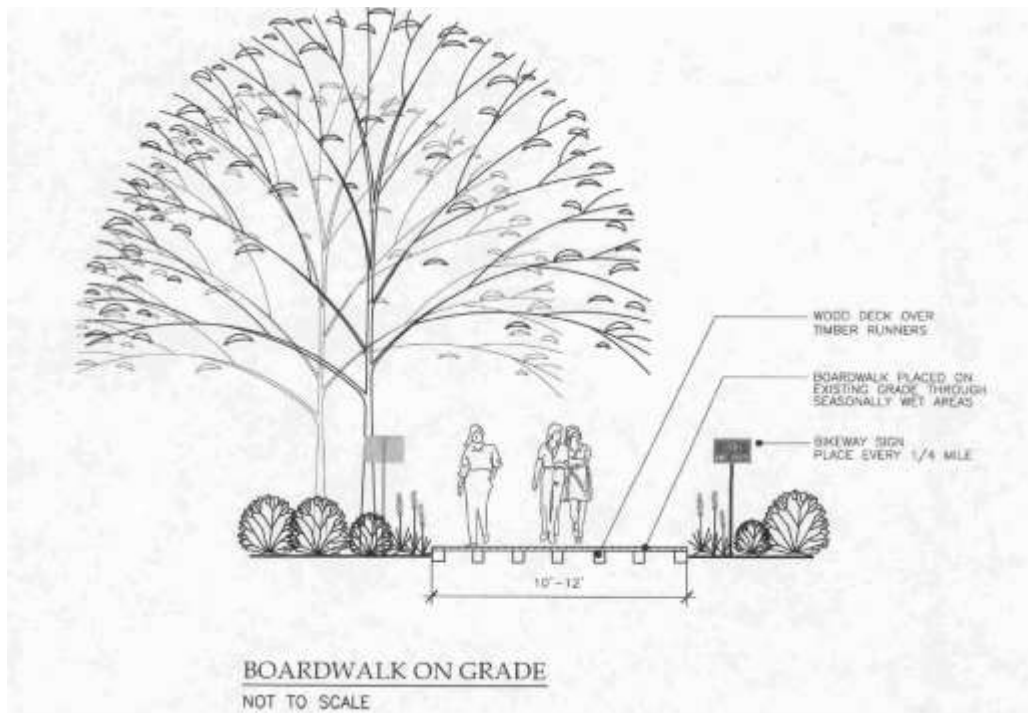 WOOD DECK OVER
TIMBER RUNNERS
BOARDWALK PLACED ON
EXISTING GRADE THROUGH
SEASONALLY WET AREAS
BIKEWAY SIGN
PLACE EVERY 1/4 MILE
10'-12'
BOARDWALK ON GRADE
NOT TO SCALE